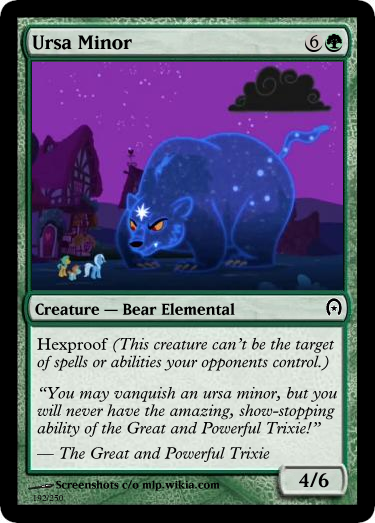 Ursa Minor 6
Creature — Bear Elemental
Hexproof (This creature can't be the target
of spells or abilities your opponents control.)
"You may vanquish an ursa minor, but you
will never have the amazing, show-stopping
ability of the Great and Powerful Trixie!"
— The Great and Powerful Trixie
4/6
Screenshots c/o mlp.wikia.com
192/250